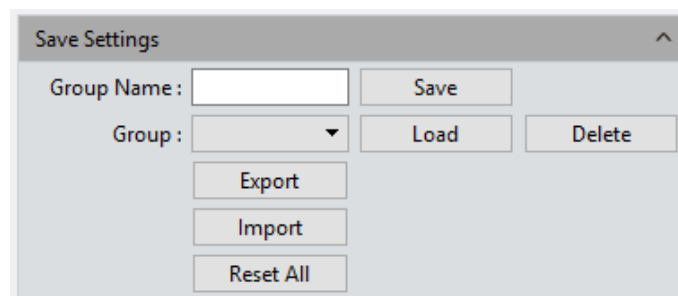 Save Settings
Group Name : Save
Group : Load Delete
Export
Import
Reset All